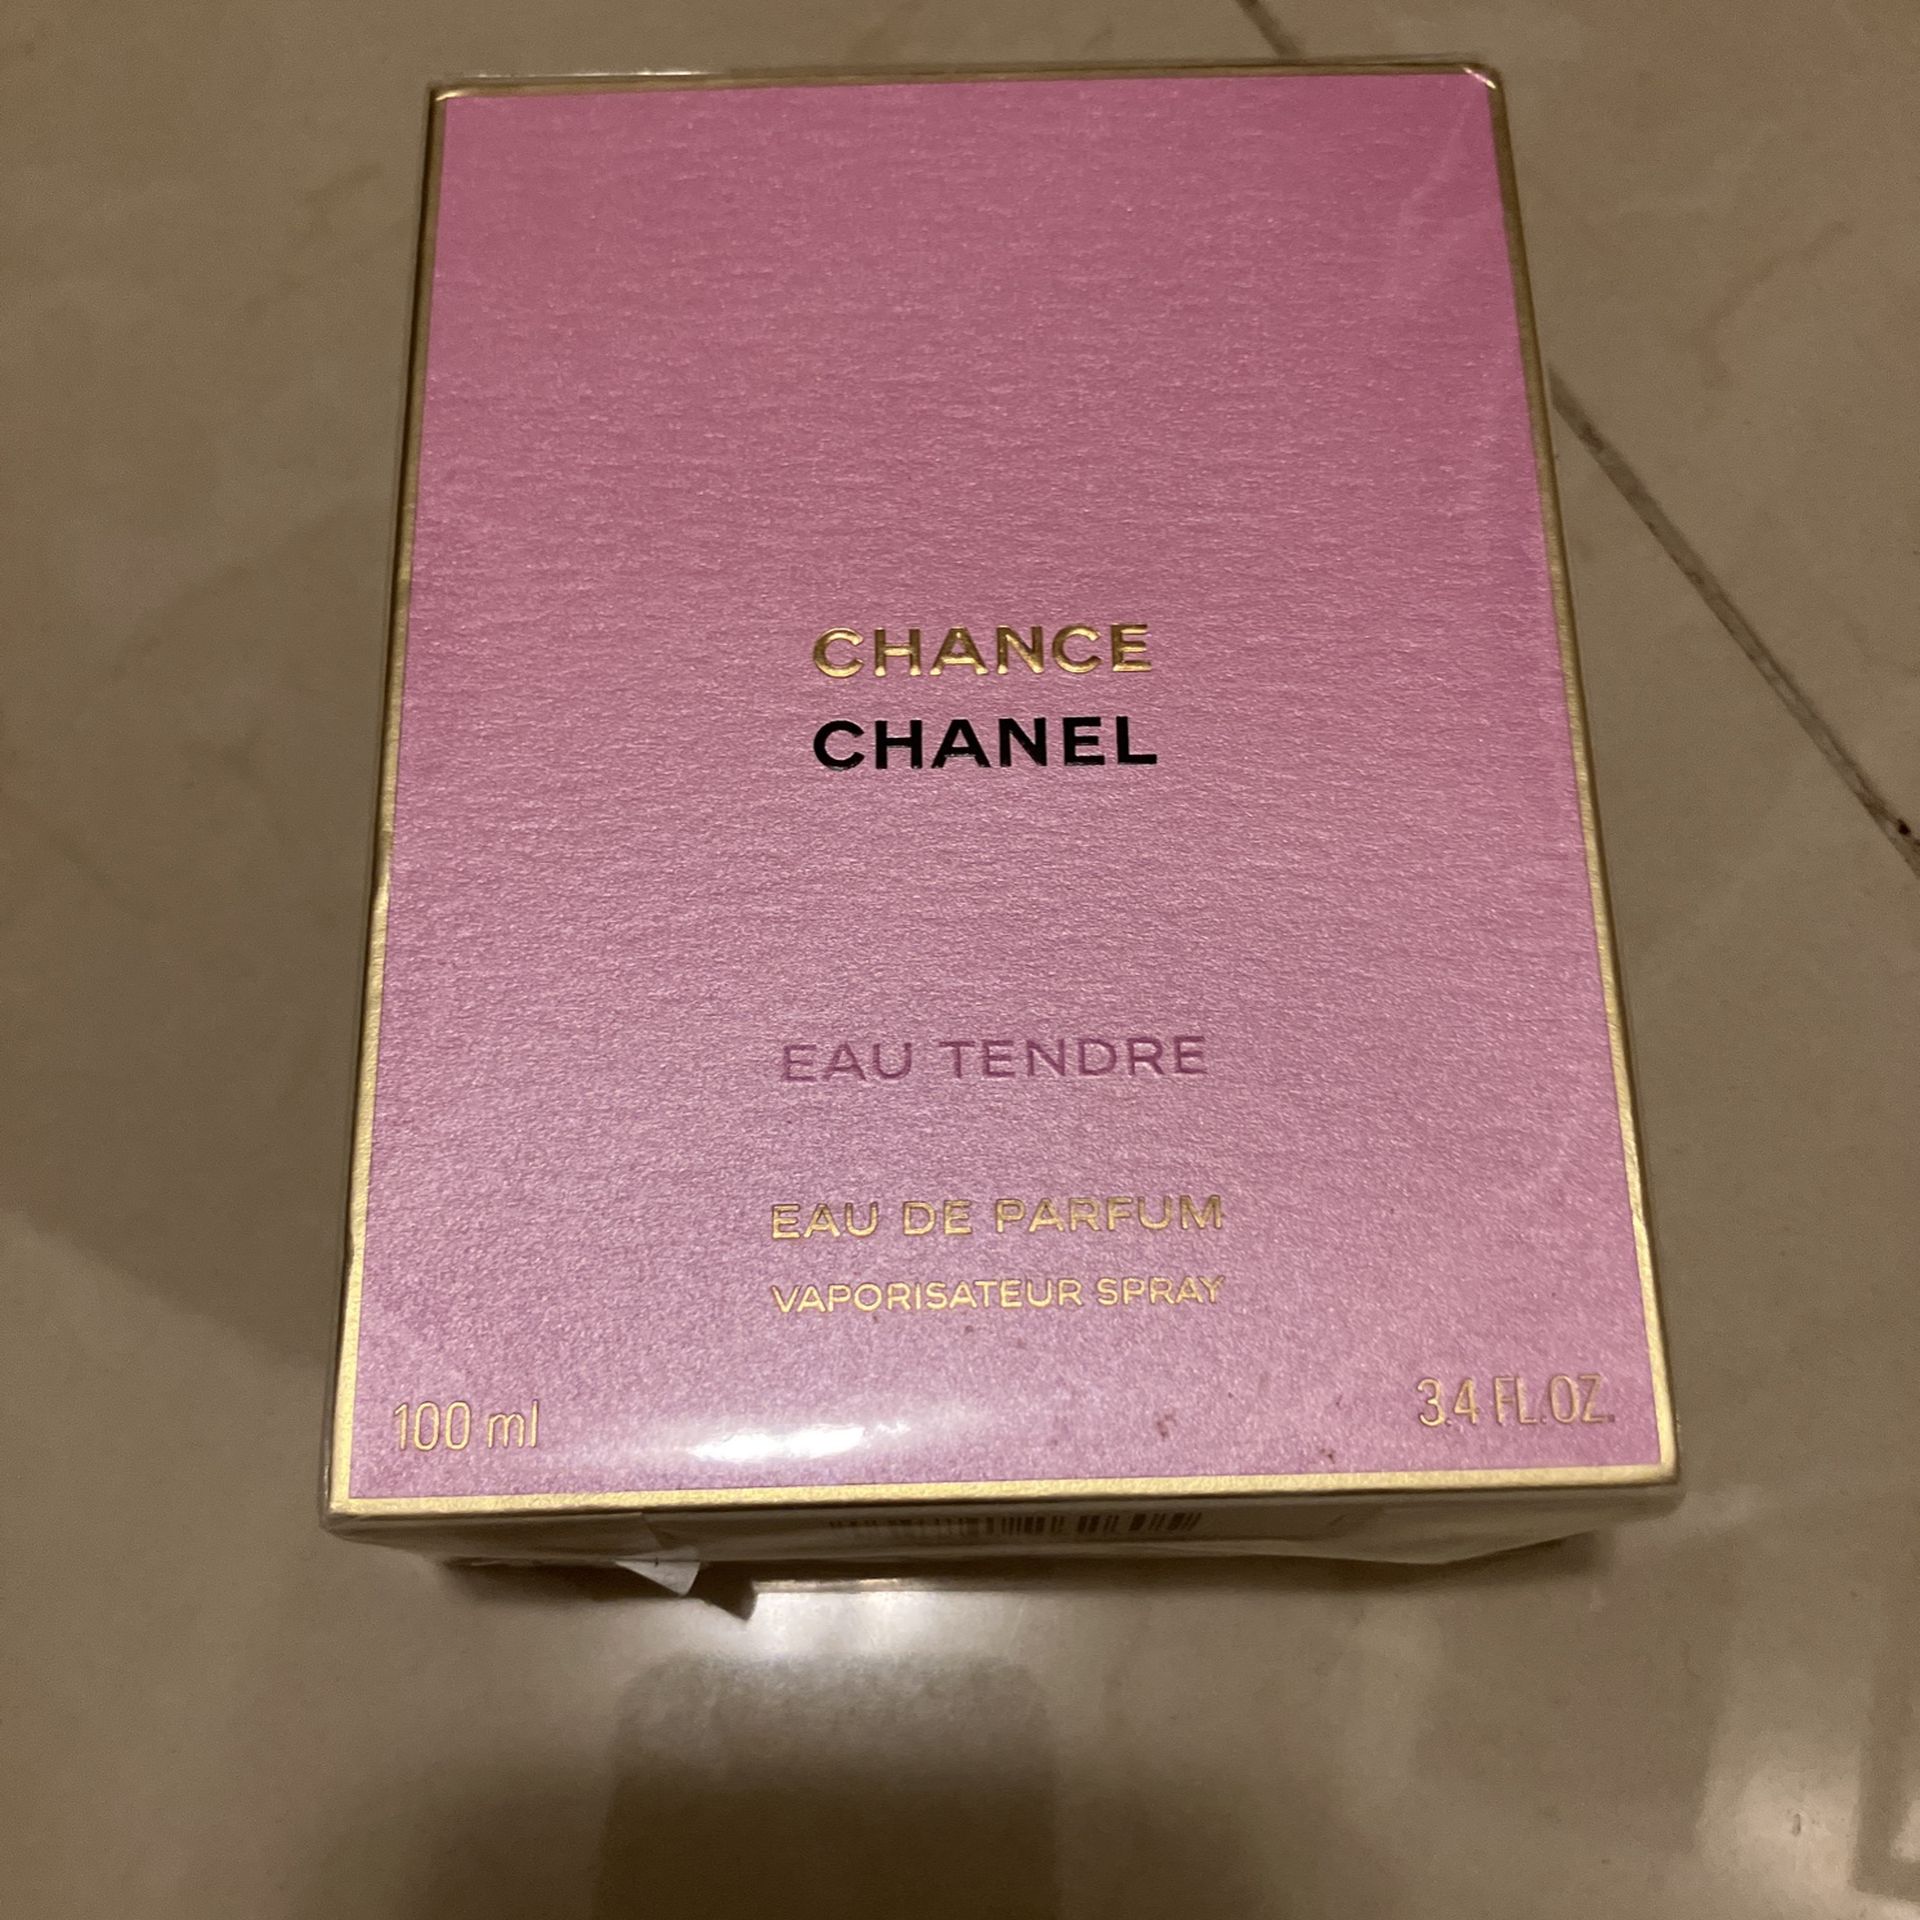 CHANCE
CHANEL
EAU TENDRE
EAU DE PARFUM
VAPORISATEUR SPRAY
100 ml
3.4 FL.OZ.